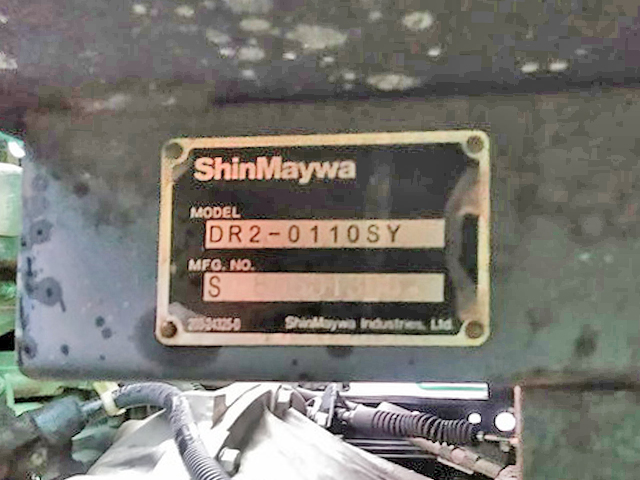 ShinMaywa
MODEL
DR2-0110SY
MFG. NO.
S
ShinMaywa Industries, Ltd.